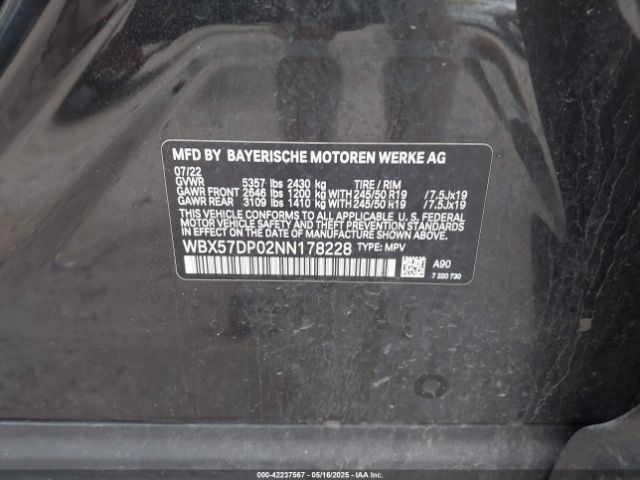 MFD BY BAYERISCHE MOTOREN WERKE AG
07/22
GVWR 5357 lbs 2430 kg TIRE / RIM
GAWR FRONT 2646 lbs 1200 kg WITH 245/50 R19 /7.5Jx19
GAWR REAR 3109 lbs 1410 kg WITH 245/50 R19 /7.5Jx19
THIS VEHICLE CONFORMS TO ALL APPLICABLE U.S. FEDERAL
MOTOR VEHICLE SAFETY, BUMPER, AND THEFT PREVENTION
STANDARDS IN EFFECT ON THE DATE OF MANUFACTURE SHOWN ABOVE.
WBX57DP02NN178228 TYPE: MPV
A90
7 320 730
000-42237567 - 05/16/2025 - COPYRIGHT IAA, LLC.